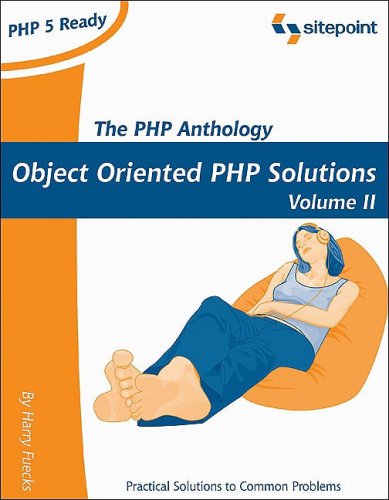 PHP 5 Ready
sitepoint
The PHP Anthology
Object Oriented PHP Solutions
Volume II
By Harry Fuecks
Practical Solutions to Common Problems